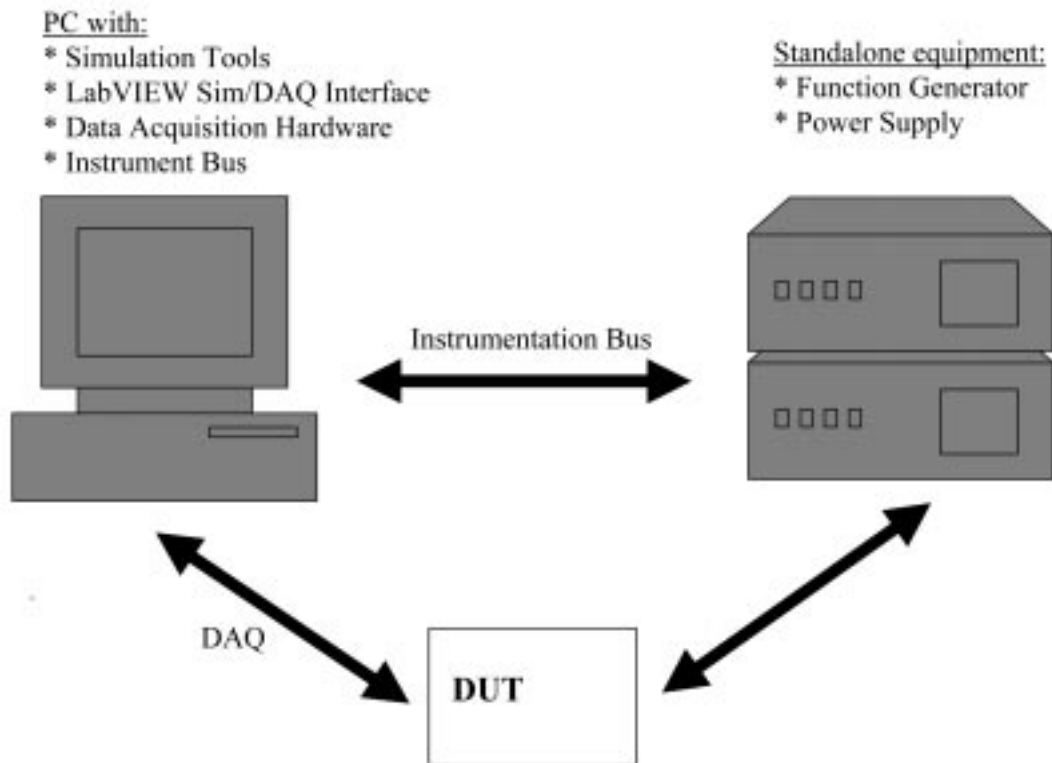 PC with:
* Simulation Tools
* LabVIEW Sim/DAQ Interface
* Data Acquisition Hardware
* Instrument Bus
Standalone equipment:
* Function Generator
* Power Supply
Instrumentation Bus
DAQ
DUT